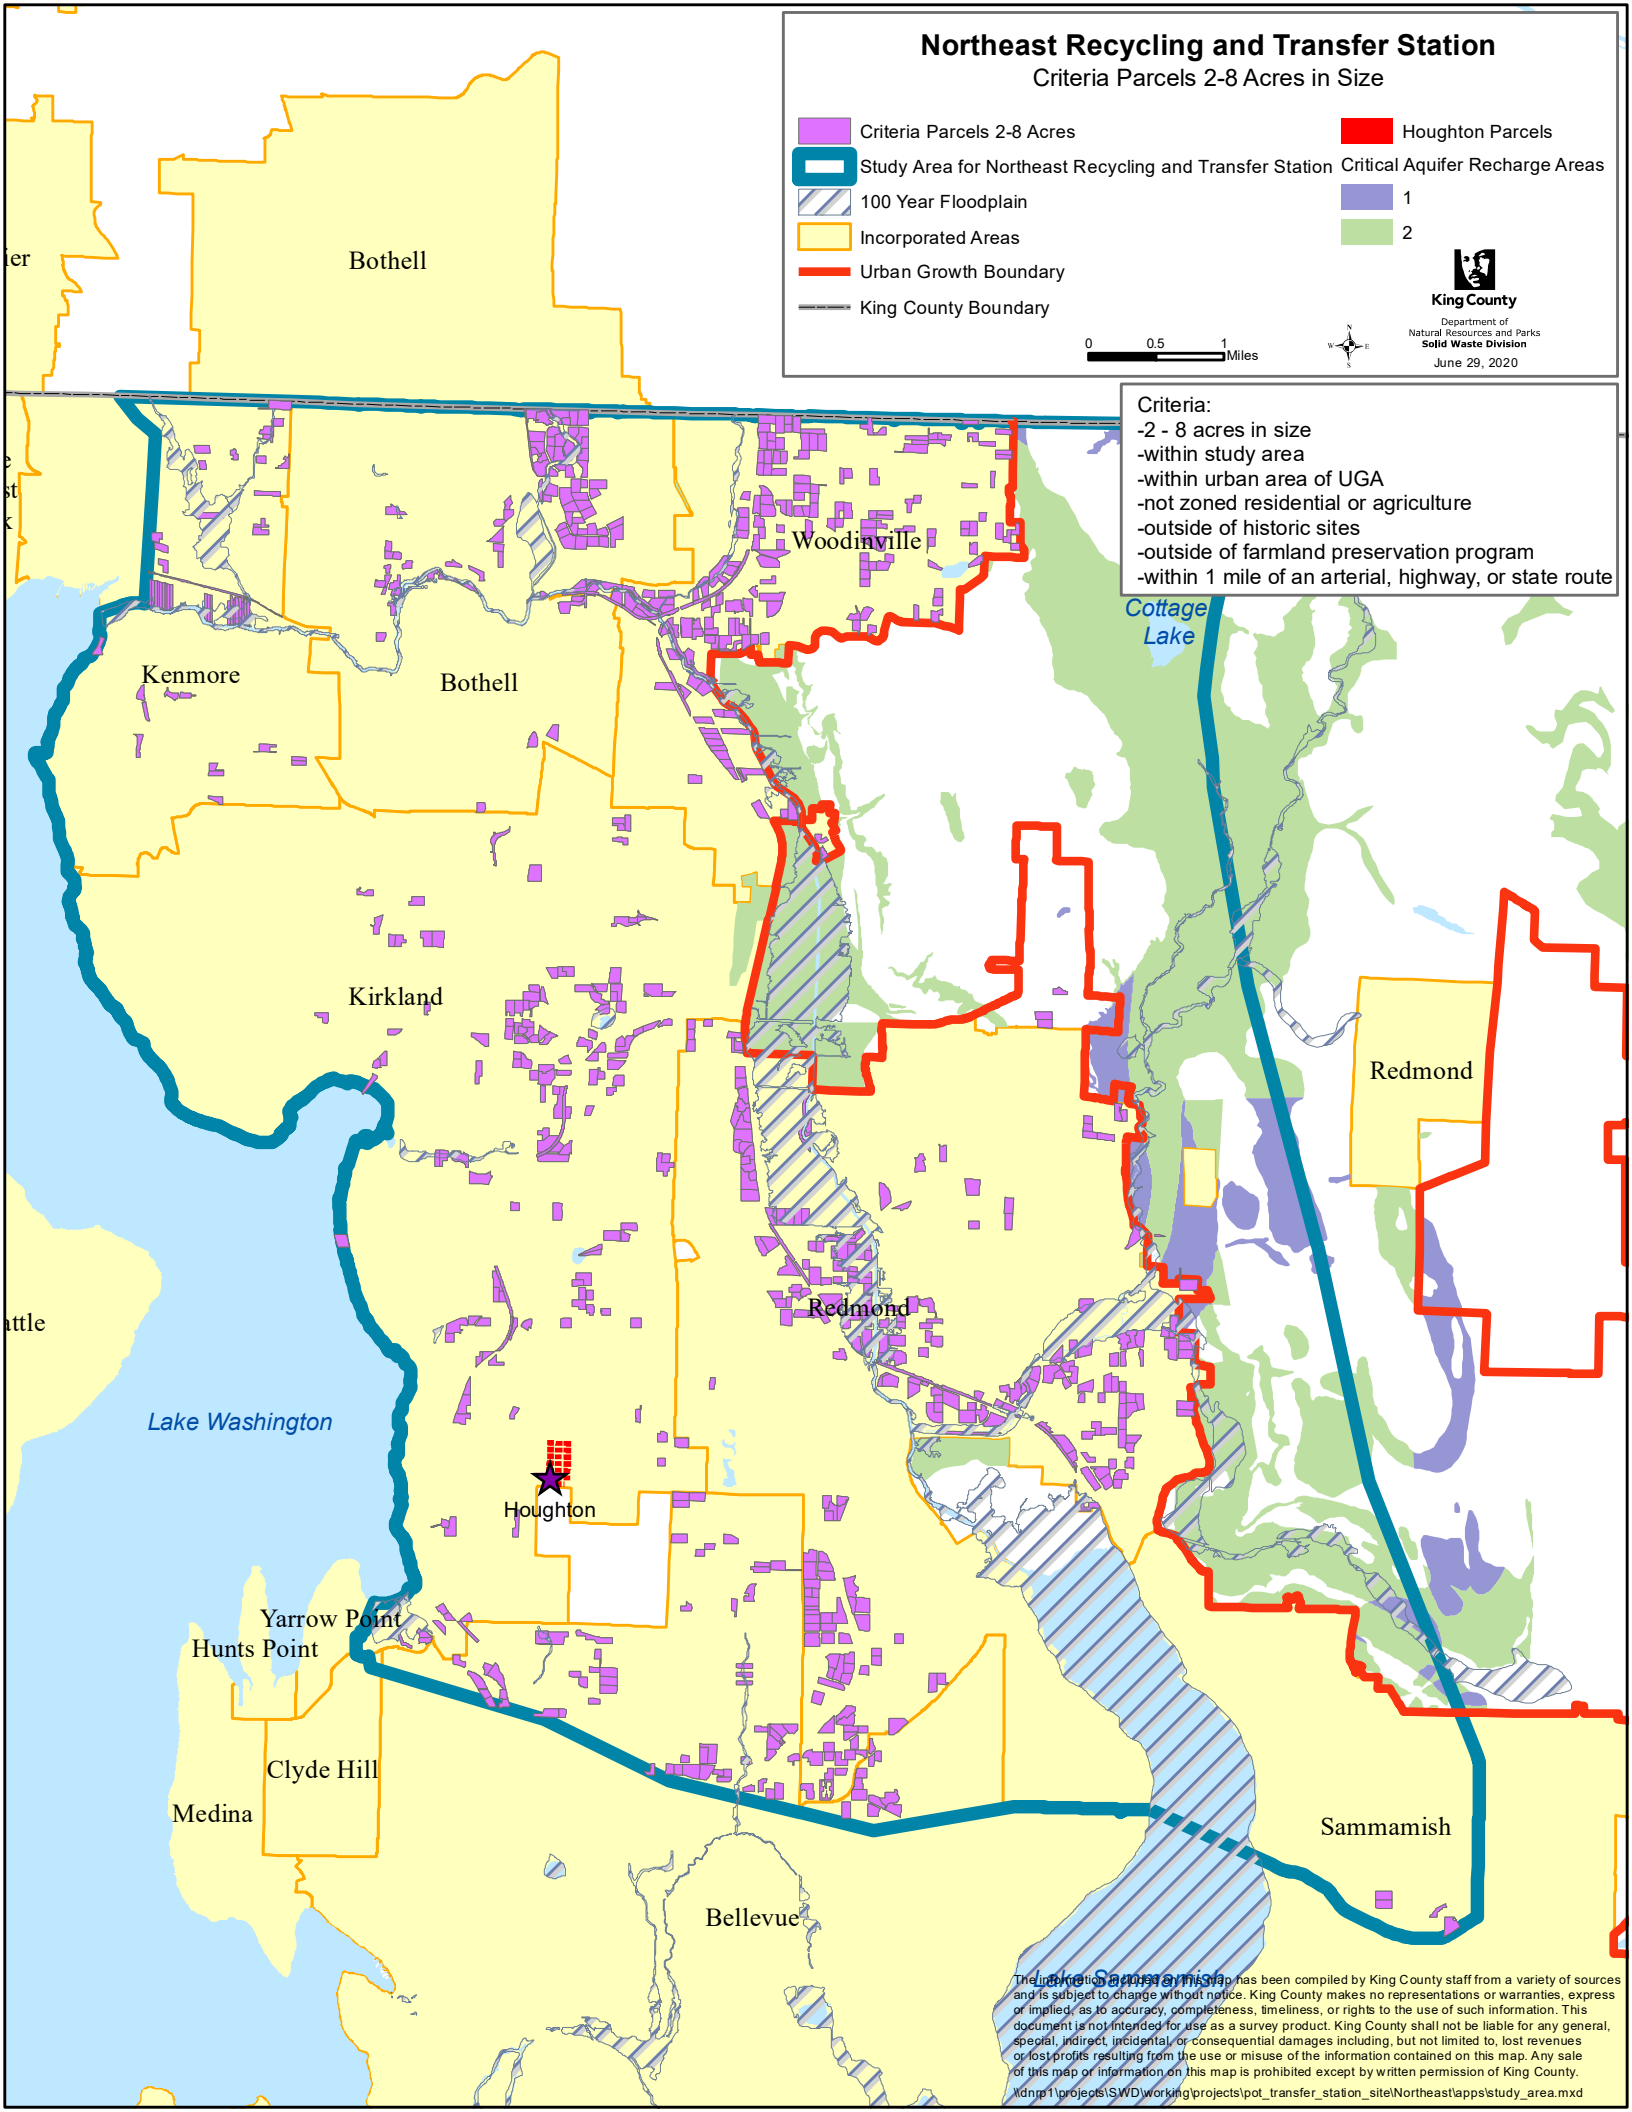 Northeast Recycling and Transfer Station
Criteria Parcels 2-8 Acres in Size
Criteria Parcels 2-8 Acres
Study Area for Northeast Recycling and Transfer Station
100 Year Floodplain
Incorporated Areas
Urban Growth Boundary
King County Boundary
Houghton Parcels
Critical Aquifer Recharge Areas
1
2
0 0.5 1
Miles
N
W E
S
King County
Department of
Natural Resources and Parks
Solid Waste Division
June 29, 2020
Criteria:
-2 - 8 acres in size
-within study area
-within urban area of UGA
-not zoned residential or agriculture
-outside of historic sites
-outside of farmland preservation program
-within 1 mile of an arterial, highway, or state route
ier
Bothell
e
st
k
Woodinville
Cottage
Lake
Kenmore
Bothell
Kirkland
Redmond
Redmond
attle
Lake Washington
Houghton
Yarrow Point
Hunts Point
Clyde Hill
Medina
Sammamish
Bellevue
Lake Sammamish
The information included on this map has been compiled by King County staff from a variety of sources
and is subject to change without notice. King County makes no representations or warranties, express
or implied, as to accuracy, completeness, timeliness, or rights to the use of such information. This
document is not intended for use as a survey product. King County shall not be liable for any general,
special, indirect, incidental, or consequential damages including, but not limited to, lost revenues
or lost profits resulting from the use or misuse of the information contained on this map. Any sale
of this map or information on this map is prohibited except by written permission of King County.
\\dnrp1\projects\SWD\working\projects\pot_transfer_station_site\Northeast\apps\study_area.mxd